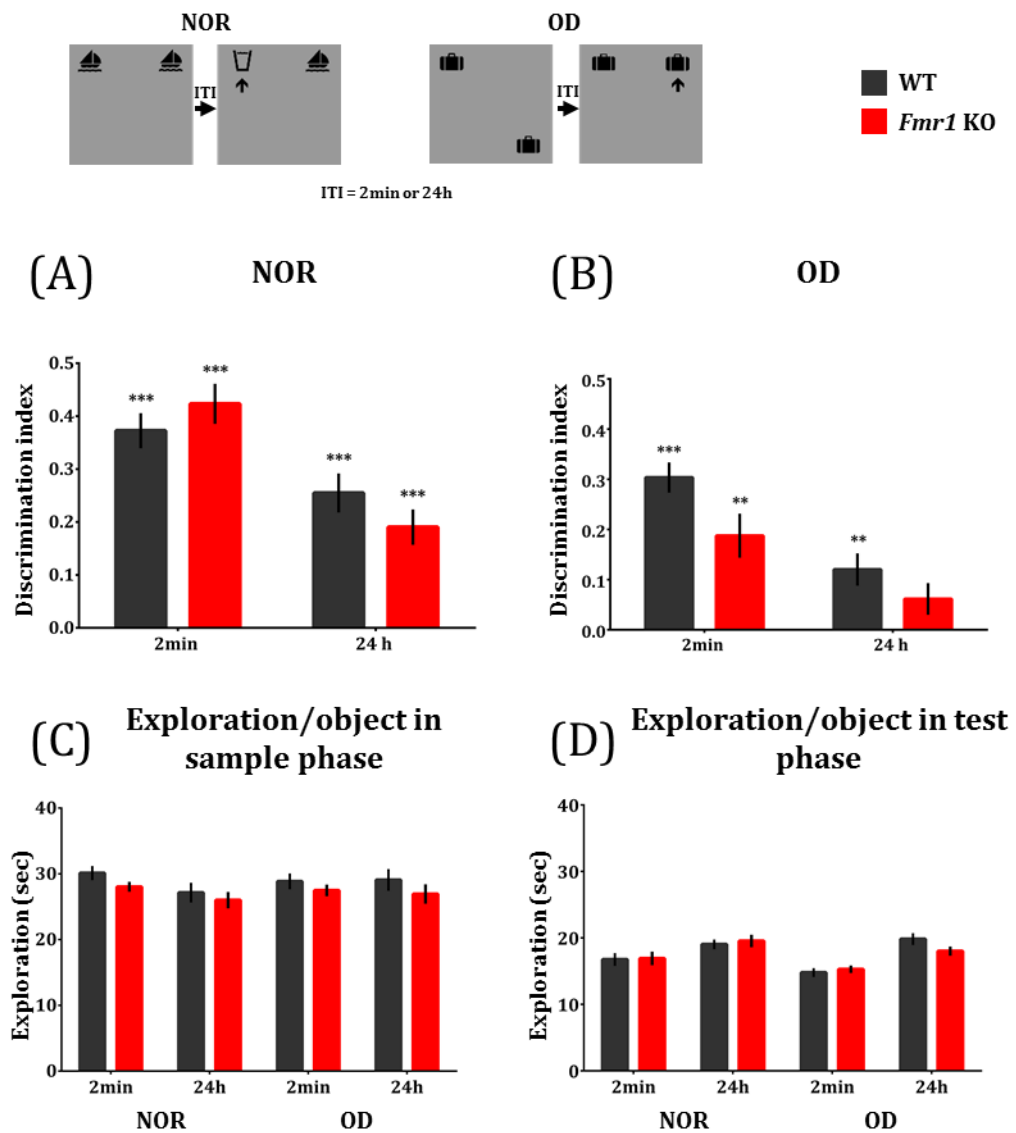 NOR
OD
ITI
ITI
WT
Fmr1 KO
ITI = 2min or 24h
(A)
NOR
(B)
OD
Discrimination index
0.5
0.4
0.3
0.2
0.1
0.0
***
***
***
***
2min
24 h
Discrimination index
0.5
0.4
0.3
0.2
0.1
0.0
***
**
**
2min
24 h
(C)
Exploration/object in
sample phase
(D)
Exploration/object in test
phase
Exploration (sec)
40
30
20
10
0
2min
24h
2min
24h
NOR
OD
Exploration (sec)
40
30
20
10
0
2min
24h
2min
24h
NOR
OD